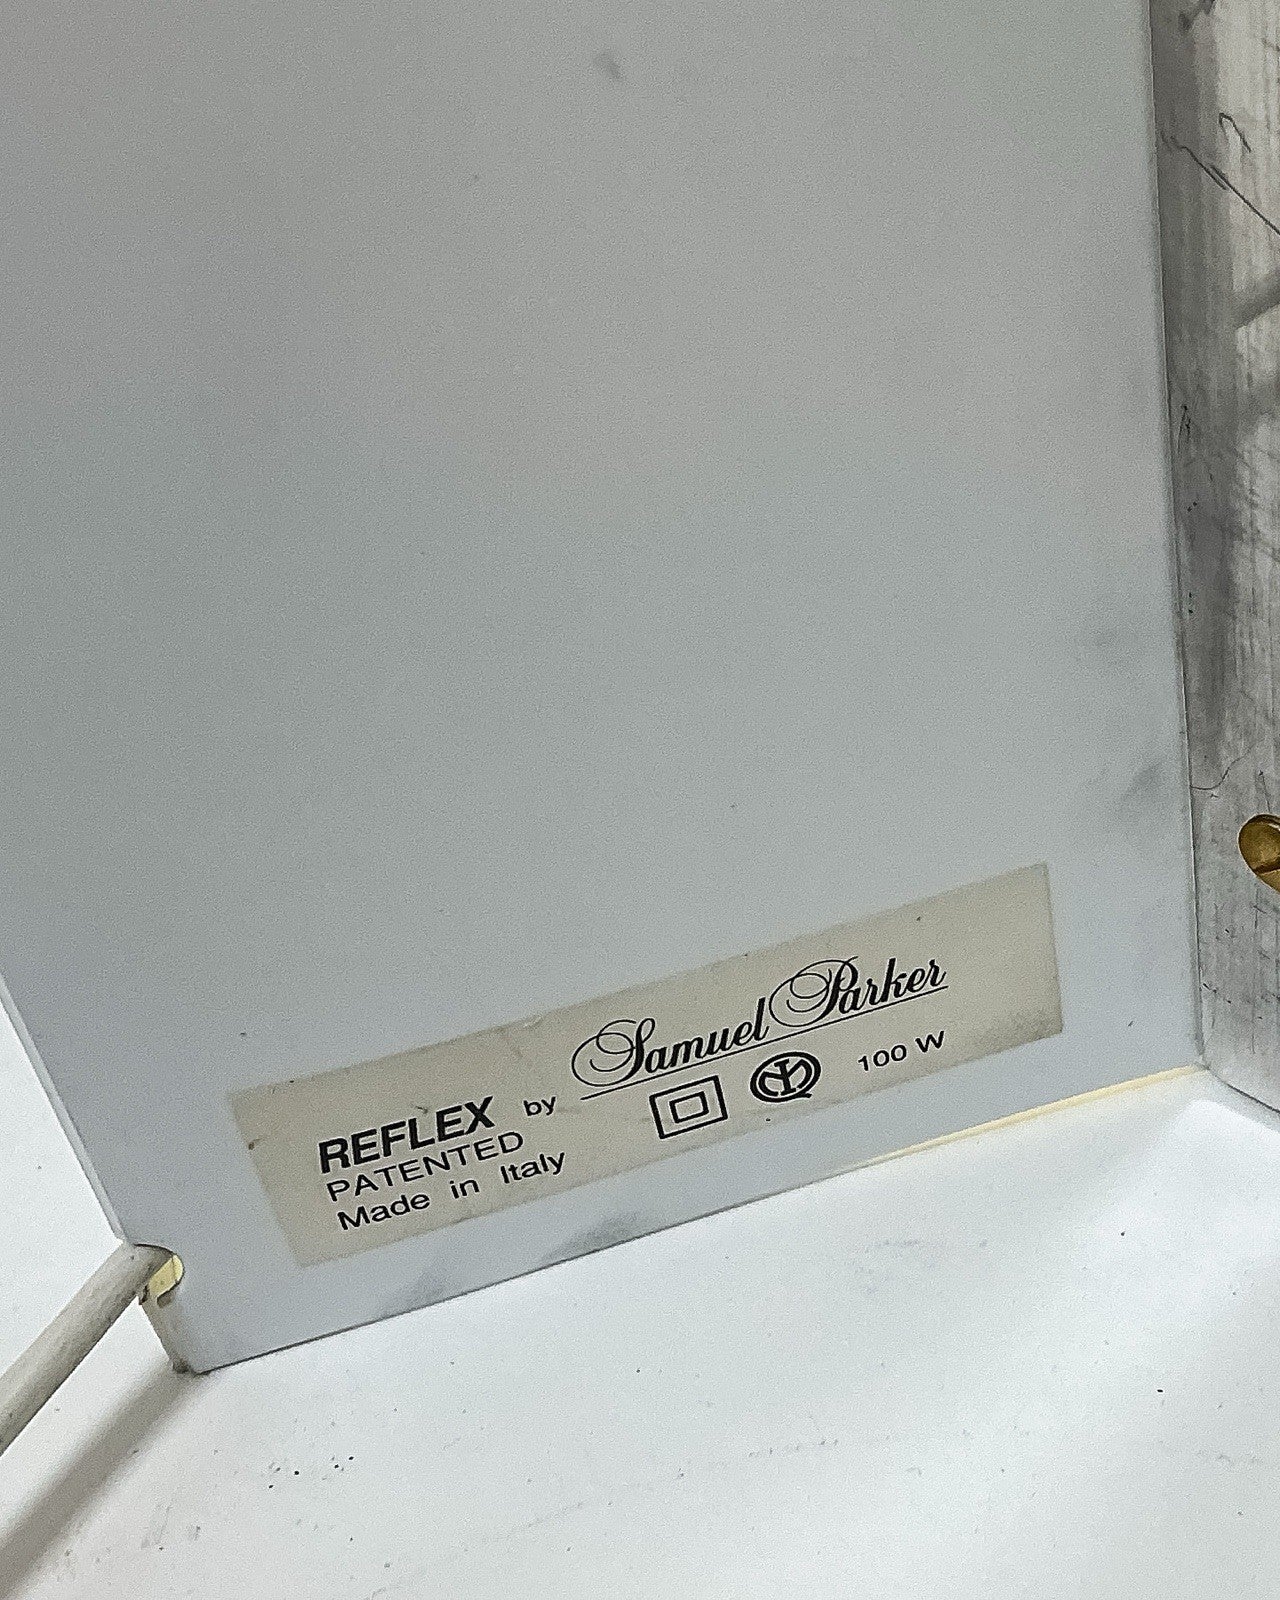 REFLEX by Samuel Parker
PATENTED
Made in Italy
100 W